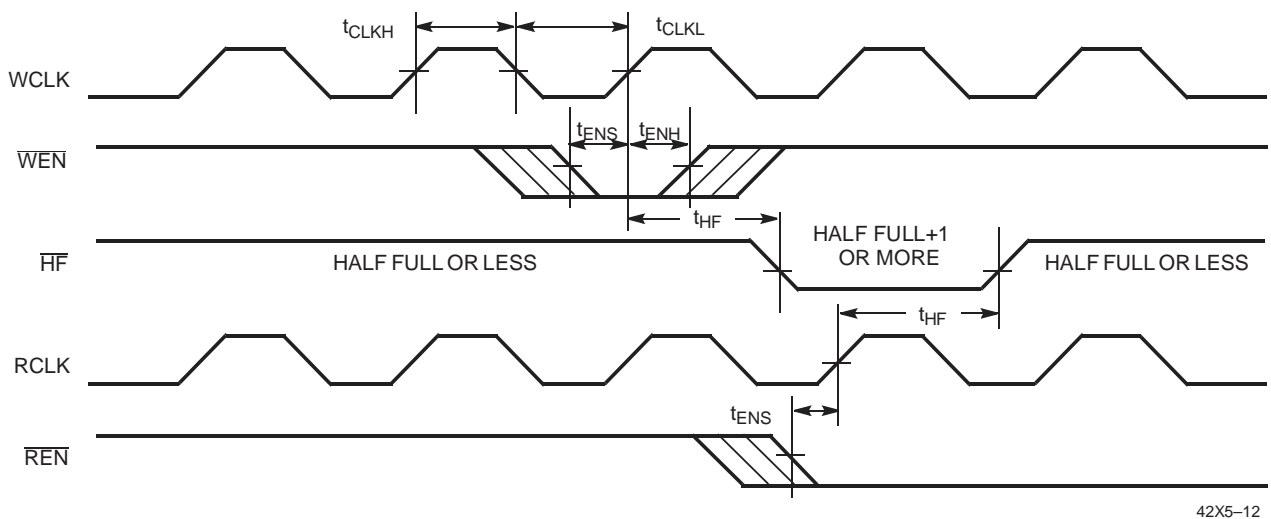 tCLKH
tCLKL
WCLK
tENS
tENH
WEN
tHF
HALF FULL+1
OR MORE
HF
HALF FULL OR LESS
HALF FULL OR LESS
tHF
RCLK
tENS
REN
42X5–12